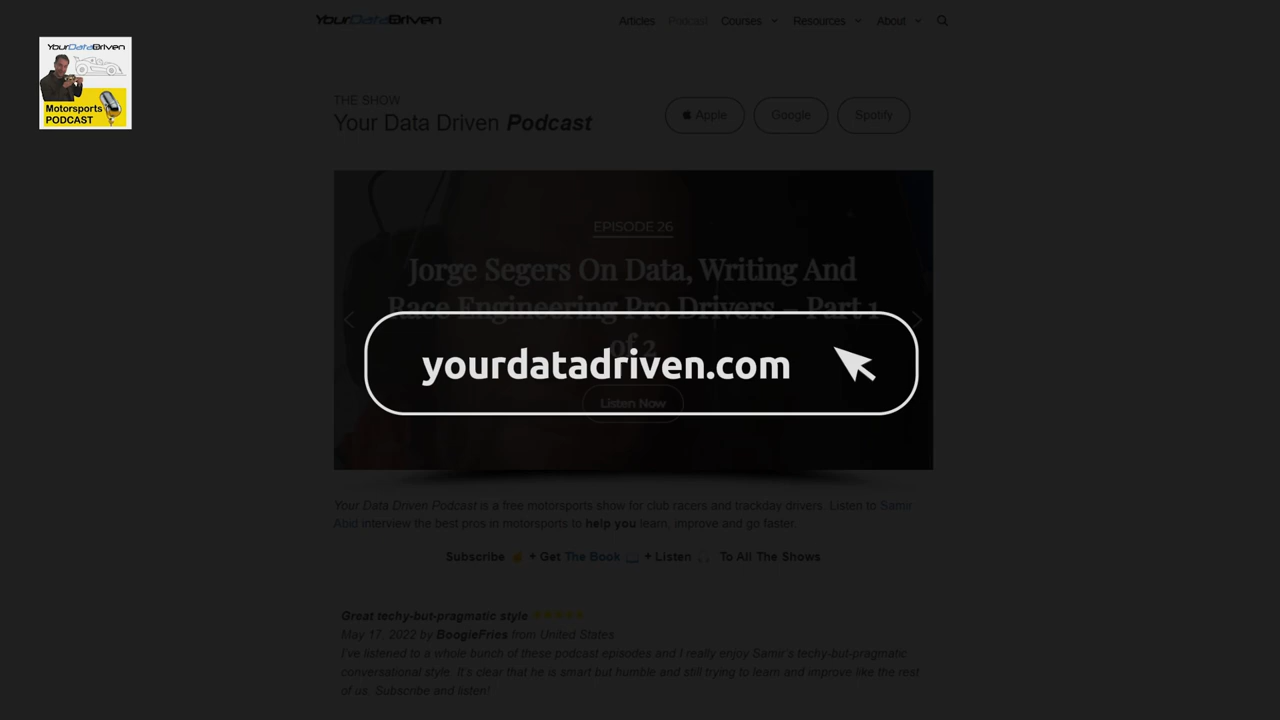 YourDataDriven
Articles Podcast Courses Resources About
YourDataDriven
Motorsports
PODCAST
THE SHOW
Your Data Driven Podcast
Apple Google Spotify
EPISODE 26
Jorge Segers On Data, Writing And
Race Engineering Pro Drivers – Part 1
of 2
yourdatadriven.com
Listen Now
Your Data Driven Podcast is a free motorsports show for club racers and trackday drivers. Listen to Samir
Abid interview the best pros in motorsports to help you learn, improve and go faster.
Subscribe + Get The Book + Listen To All The Shows
Great techy-but-pragmatic style
May 17, 2022 by BoogieFries from United States
I've listened to a whole bunch of these podcast episodes and I really enjoy Samir's techy-but-pragmatic
conversational style. It's clear that he is smart but humble and still trying to learn and improve like the rest
of us. Subscribe and listen!